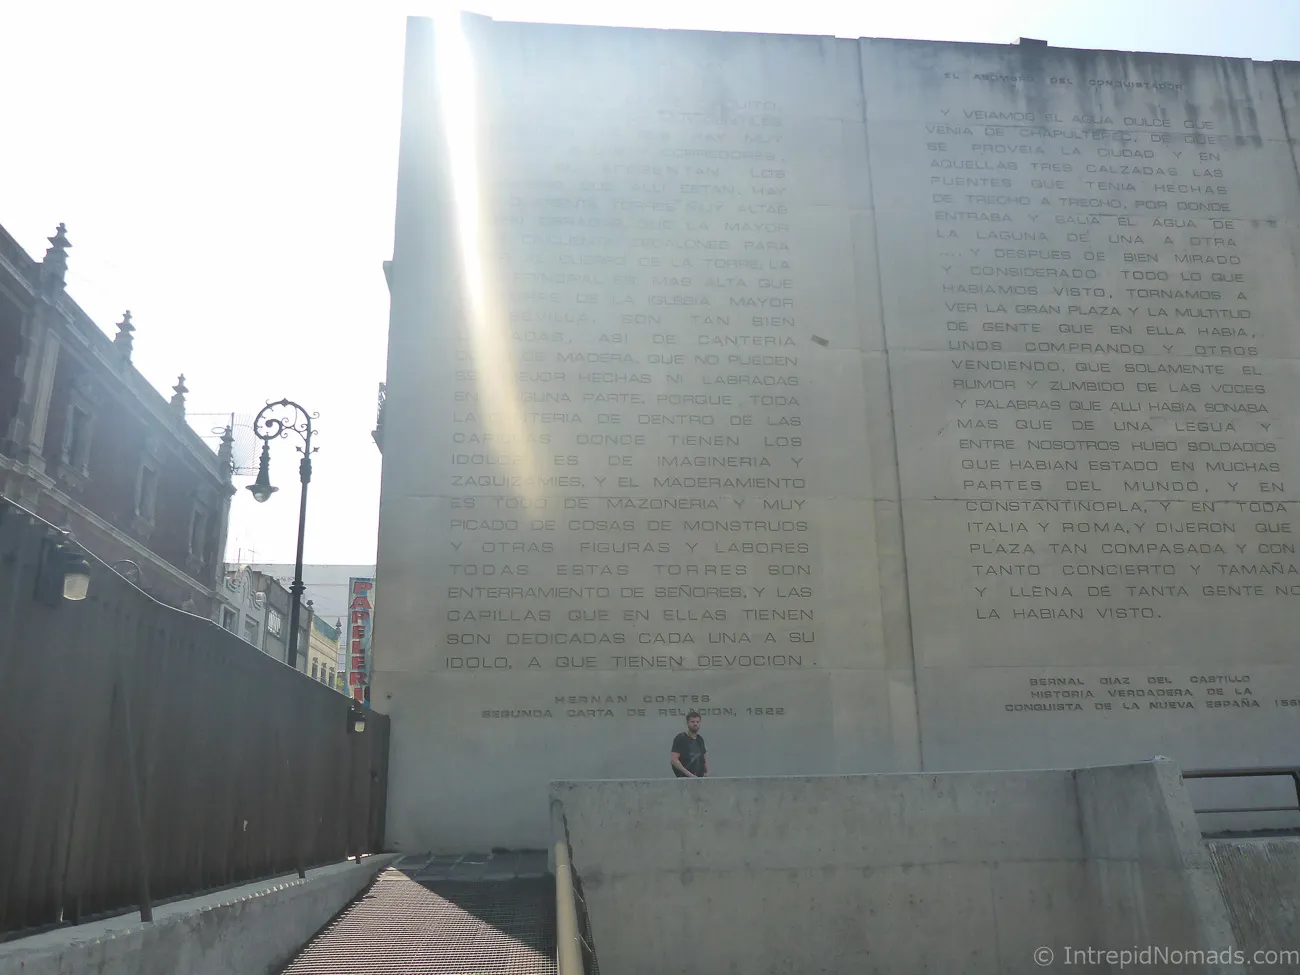 EL ASOMBRO DEL CONQUISTADOR
HAY MUY
CORREDORES,
LOS
QUE ALLI ESTAN. HAY
TORRES MUY ALTAS
QUE LA MAYOR
ESCALONES PARA
CUERPO DE LA TORRE, LA
PRINCIPAL ES MAS ALTA QUE
DE LA IGLESIA MAYOR
SEVILLA, SON TAN BIEN
ASI DE CANTERIA
DE MADERA, QUE NO PUEDEN
HECHAS NI LABRADAS
EN PARTE, PORQUE TODA
LA DE DENTRO DE LAS
CAPILLAS DONDE TIENEN LOS
IDOLOS ES DE IMAGINERIA Y
ZAQUIZAMIES, Y EL MADERAMIENTO
ES TODO DE MAZONERIA Y MUY
PICADO DE COSAS DE MONSTRUOS
Y OTRAS FIGURAS Y LABORES
TODAS ESTAS TORRES SON
ENTERRAMIENTO DE SEÑORES, Y LAS
CAPILLAS QUE EN ELLAS TIENEN
SON DEDICADAS CADA UNA A SU
IDOLO, A QUE TIENEN DEVOCION.
HERNAN CORTES
SEGUNDA CARTA DE RELACION, 1522
Y VEIAMOS EL AGUA DULCE QUE
VENIA DE CHAPULTEPEC, DE QUE
SE PROVEIA LA CIUDAD Y EN
AQUELLAS TRES CALZADAS LAS
PUENTES QUE TENIA HECHAS
DE TRECHO A TRECHO, POR DONDE
ENTRABA Y SALIA EL AGUA DE
LA LAGUNA DE UNA A OTRA
.... Y DESPUES DE BIEN MIRADO
Y CONSIDERADO TODO LO QUE
HABIAMOS VISTO, TORNAMOS A
VER LA GRAN PLAZA Y LA MULTITUD
DE GENTE QUE EN ELLA HABIA,
UNOS COMPRANDO Y OTROS
VENDIENDO, QUE SOLAMENTE EL
RUMOR Y ZUMBIDO DE LAS VOCES
Y PALABRAS QUE ALLI HABIA SONABA
MAS QUE DE UNA LEGUA Y
ENTRE NOSOTROS HUBO SOLDADOS
QUE HABIAN ESTADO EN MUCHAS
PARTES DEL MUNDO, Y EN
CONSTANTINOPLA, Y EN TODA
ITALIA Y ROMA, Y DIJERON QUE
PLAZA TAN COMPASADA Y CON
TANTO CONCIERTO Y TAMAÑA
Y LLENA DE TANTA GENTE NO
LA HABIAN VISTO.
BERNAL DIAZ DEL CASTILLO
HISTORIA VERDADERA DE LA
CONQUISTA DE LA NUEVA ESPAÑA
PAPELERI
© IntrepidNomads.com